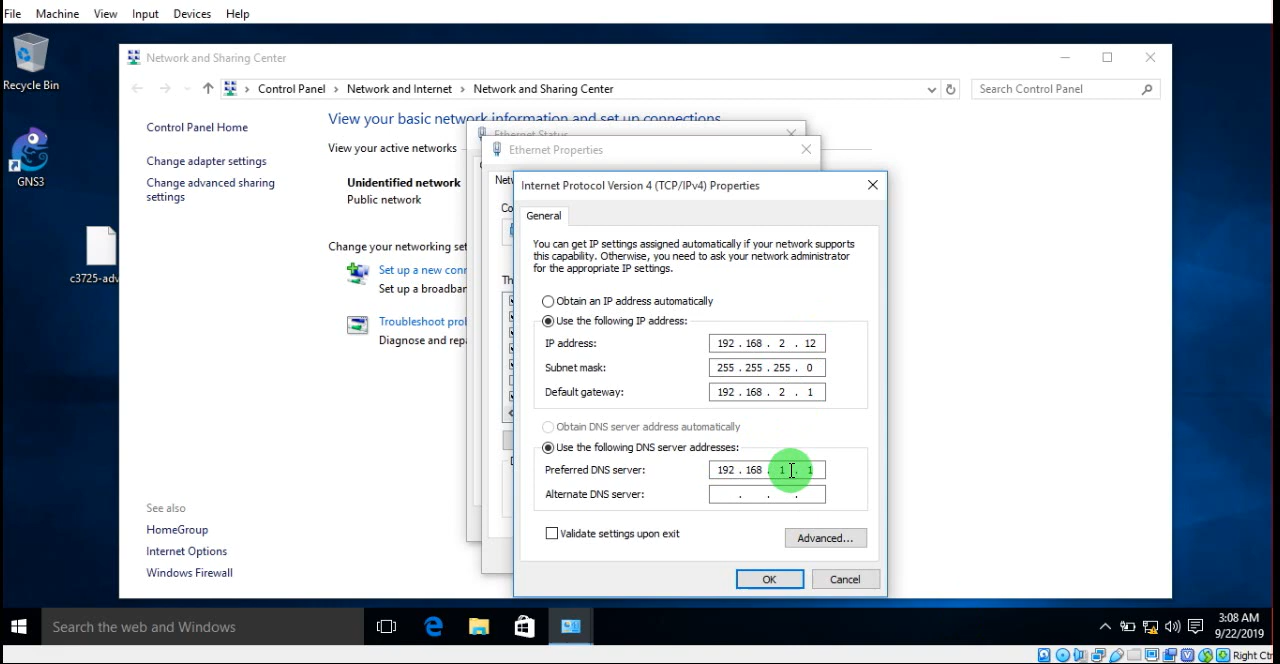 File Machine View Input Devices Help
Recycle Bin
GNS3
c3725-adv
Network and Sharing Center
Control Panel > Network and Internet > Network and Sharing Center
Search Control Panel
Control Panel Home
Change adapter settings
Change advanced sharing
settings
View your basic network information and set up connections
View your active networks
Unidentified network
Public network
Change your networking set
Set up a new conn
Set up a broadban
Troubleshoot prob
Diagnose and repa
See also
HomeGroup
Internet Options
Windows Firewall
Ethernet Status
Ethernet Properties
Netw
Co
Th
Internet Protocol Version 4 (TCP/IPv4) Properties
General
You can get IP settings assigned automatically if your network supports
this capability. Otherwise, you need to ask your network administrator
for the appropriate IP settings.
Obtain an IP address automatically
Use the following IP address:
IP address: 192 . 168 . 2 . 12
Subnet mask: 255 . 255 . 255 . 0
Default gateway: 192 . 168 . 2 . 1
Obtain DNS server address automatically
Use the following DNS server addresses:
Preferred DNS server: 192 . 168 . 1 . 1
Alternate DNS server: . . .
Validate settings upon exit
Advanced...
OK Cancel
Search the web and Windows
3:08 AM
9/22/2019
Right Ctr